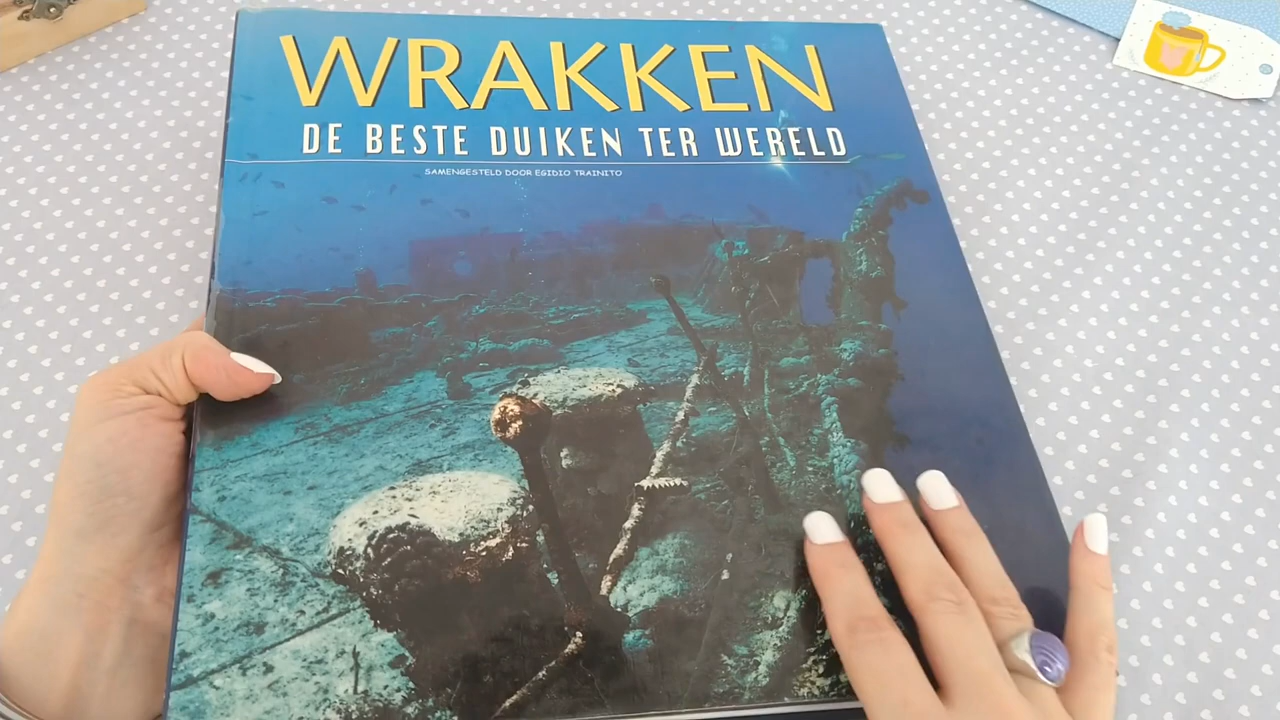 WRAKKEN
DE BESTE DUIKEN TER WERELD
SAMENGESTELD DOOR EGIDIO TRAINITO